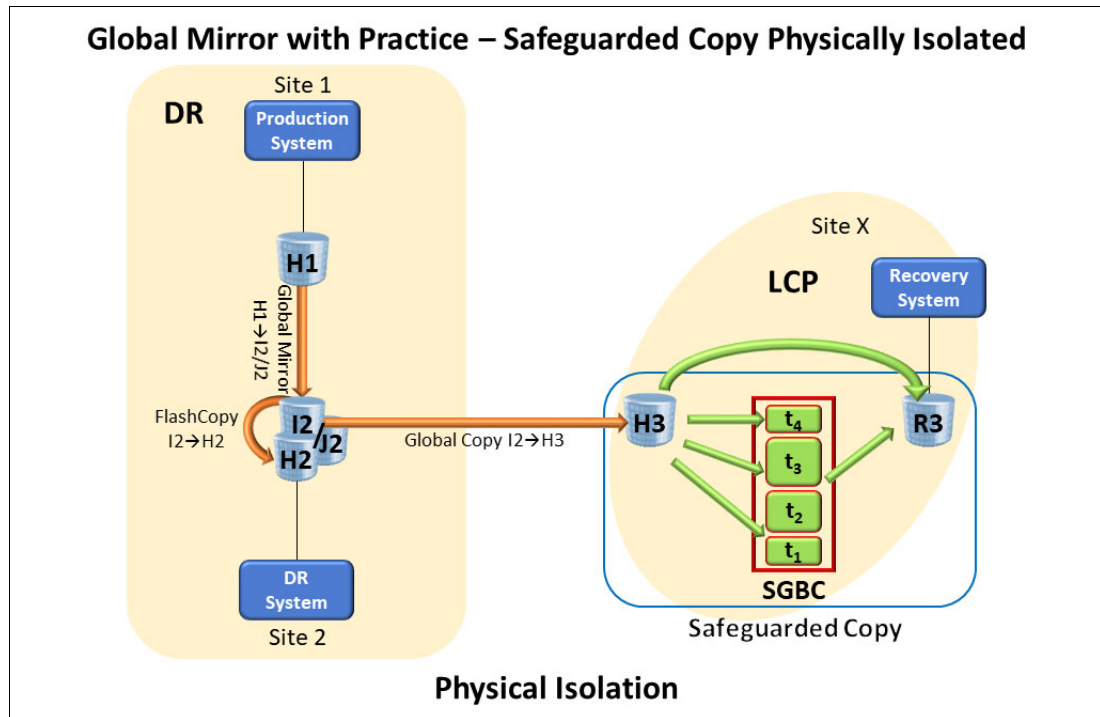 Global Mirror with Practice – Safeguarded Copy Physically Isolated
DR
Site 1
Production
System
H1
Global Mirror
H1→I2/J2
FlashCopy
I2→H2
I2
/J2
H2
DR
System
Site 2
Global Copy I2→H3
Site X
LCP
Recovery
System
H3
t₄
t₃
t₂
t₁
R3
SGBC
Safeguarded Copy
Physical Isolation